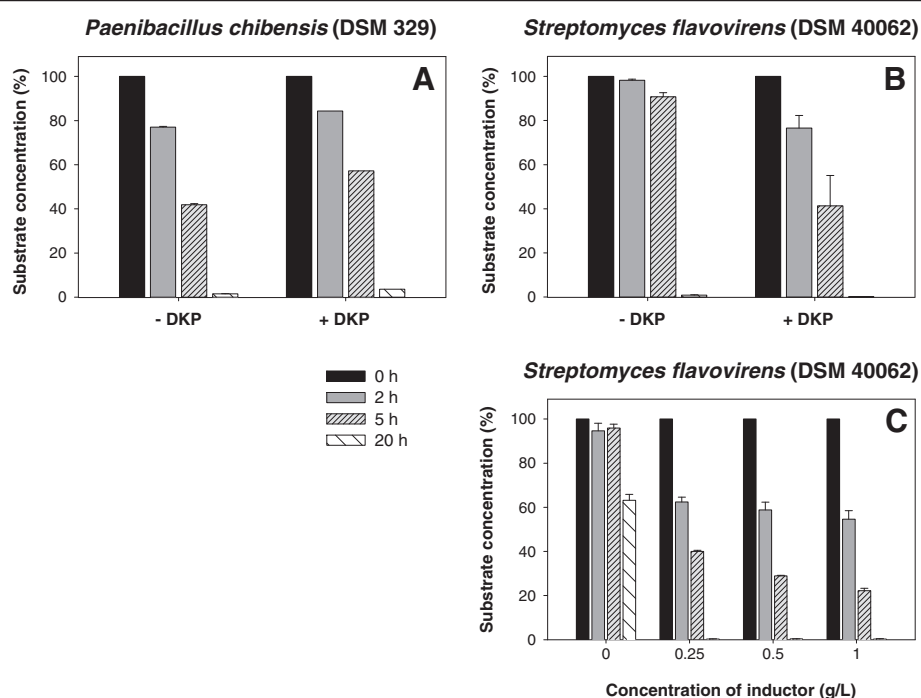 Paenibacillus chibensis (DSM 329)
A
Substrate concentration (%)
100
80
60
40
20
0
- DKP
+ DKP
Streptomyces flavovirens (DSM 40062)
B
Substrate concentration (%)
100
80
60
40
20
0
- DKP
+ DKP
0 h
2 h
5 h
20 h
Streptomyces flavovirens (DSM 40062)
C
Substrate concentration (%)
100
80
60
40
20
0
0
0.25
0.5
1
Concentration of inductor (g/L)